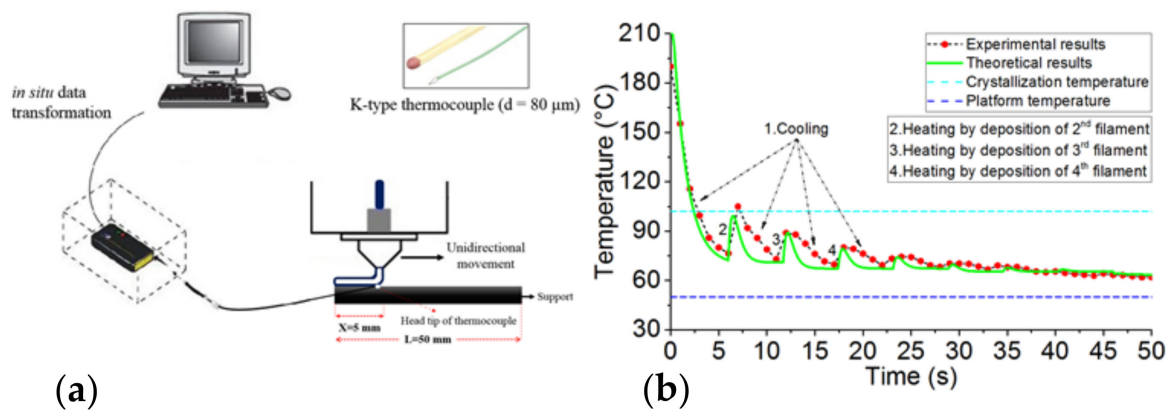 in situ data
transformation
K-type thermocouple (d = 80 µm)
Unidirectional
movement
Support
Head tip of thermocouple
X=5 mm
L=50 mm
(a)
210
180
150
120
90
60
30
Temperature (°C)
Experimental results
Theoretical results
Crystallization temperature
Platform temperature
2.Heating by deposition of 2nd filament
3.Heating by deposition of 3rd filament
4.Heating by deposition of 4th filament
1.Cooling
2
3
4
0 5 10 15 20 25 30 35 40 45 50
Time (s)
(b)